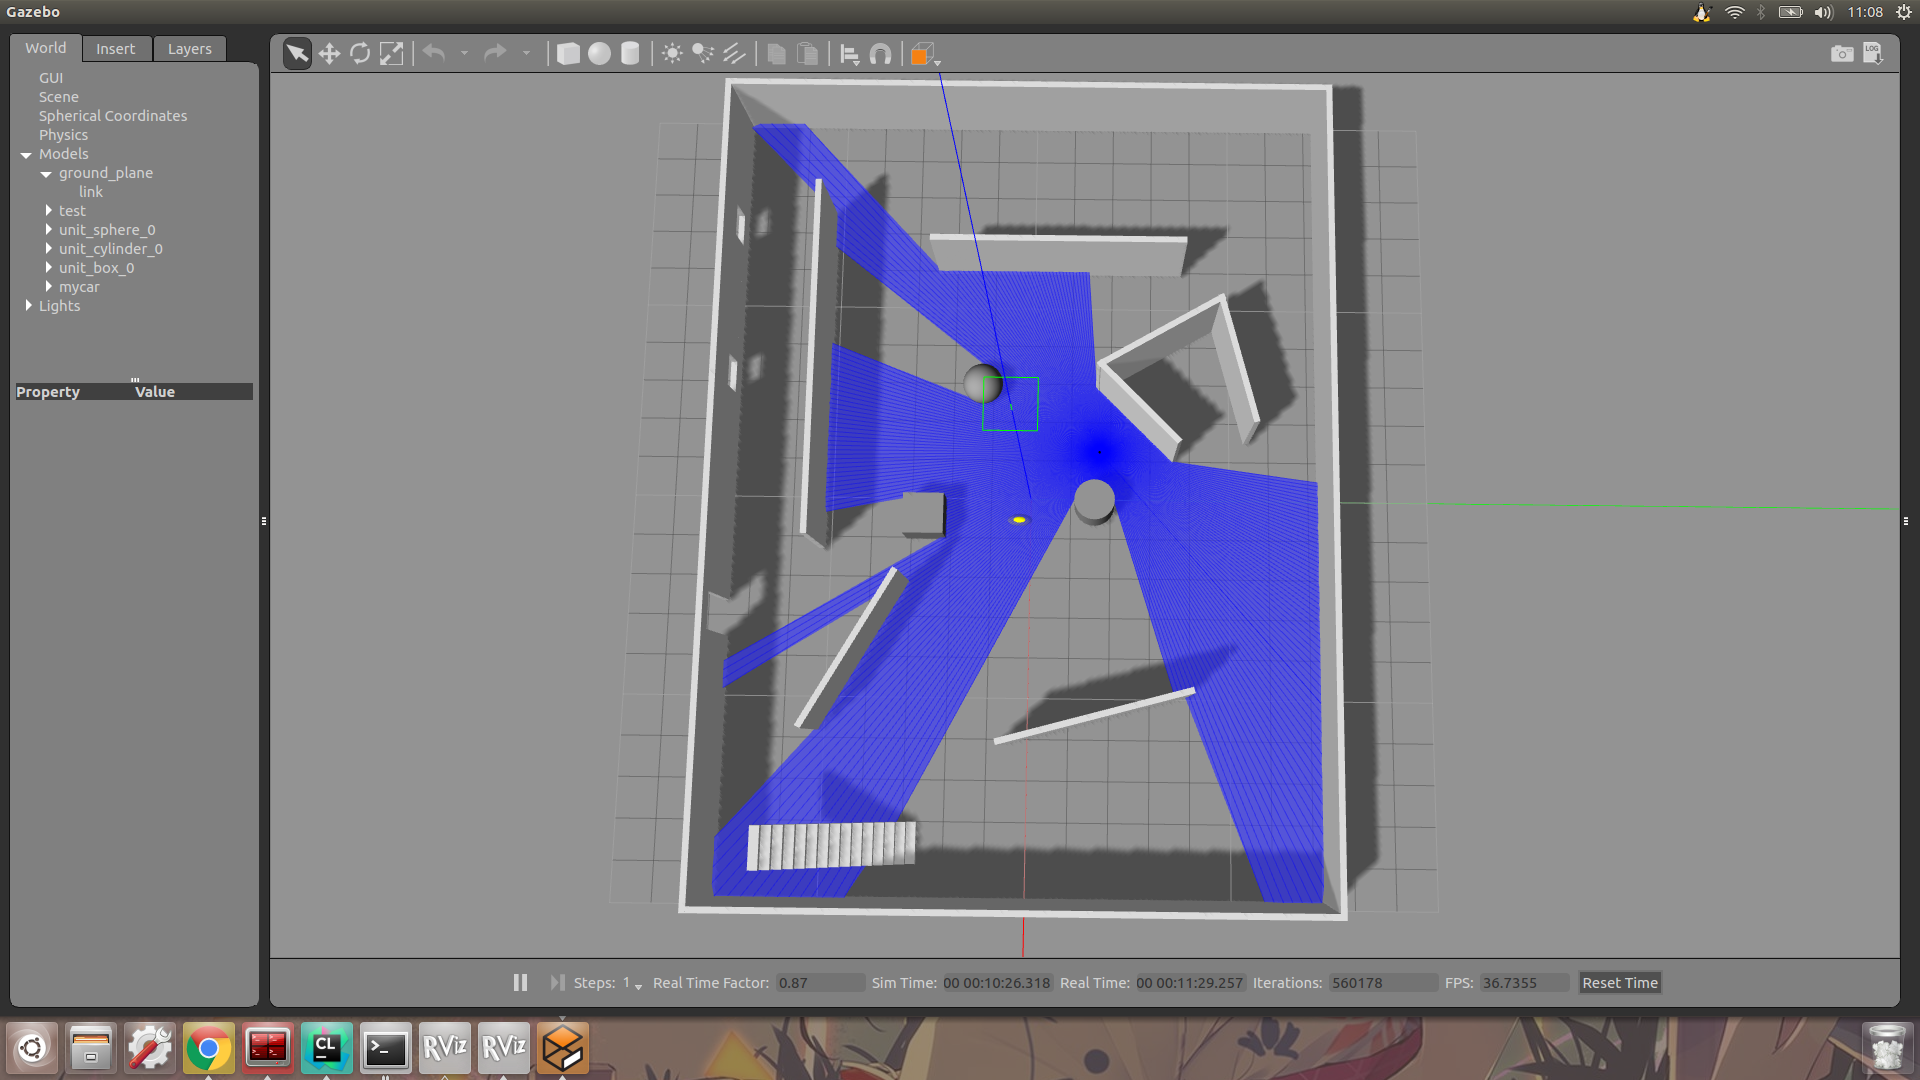 Gazebo
11:08
World Insert Layers
LOG
GUI
Scene
Spherical Coordinates
Physics
Models
ground_plane
link
test
unit_sphere_0
unit_cylinder_0
unit_box_0
mycar
Lights
Property Value
Steps: 1 Real Time Factor: 0.87 Sim Time: 00 00:10:26.318 Real Time: 00 00:11:29.257 Iterations: 560178 FPS: 36.7355 Reset Time
CL >_ RViz RViz